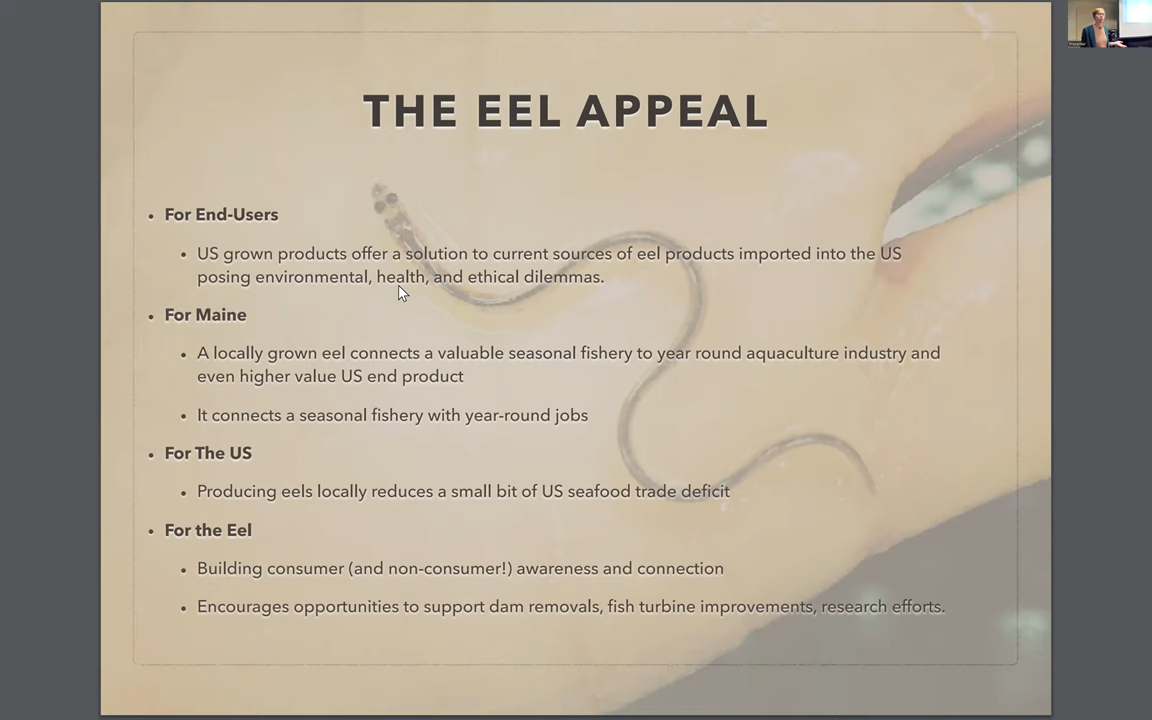 THE EEL APPEAL
• For End-Users
• US grown products offer a solution to current sources of eel products imported into the US
posing environmental, health, and ethical dilemmas.
• For Maine
• A locally grown eel connects a valuable seasonal fishery to year round aquaculture industry and
even higher value US end product
• It connects a seasonal fishery with year-round jobs
• For The US
• Producing eels locally reduces a small bit of US seafood trade deficit
• For the Eel
• Building consumer (and non-consumer!) awareness and connection
• Encourages opportunities to support dam removals, fish turbine improvements, research efforts.